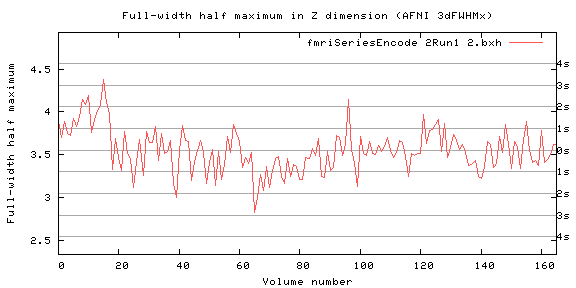 Full-width half maximum in Z dimension (AFNI 3dFWHMx)
fmriSeriesEncode 2Run1 2.bxh
Full-width half maximum
4.5
4
3.5
3
2.5
4s
3s
2s
1s
0s
1s
2s
3s
4s
0 20 40 60 80 100 120 140 160
Volume number